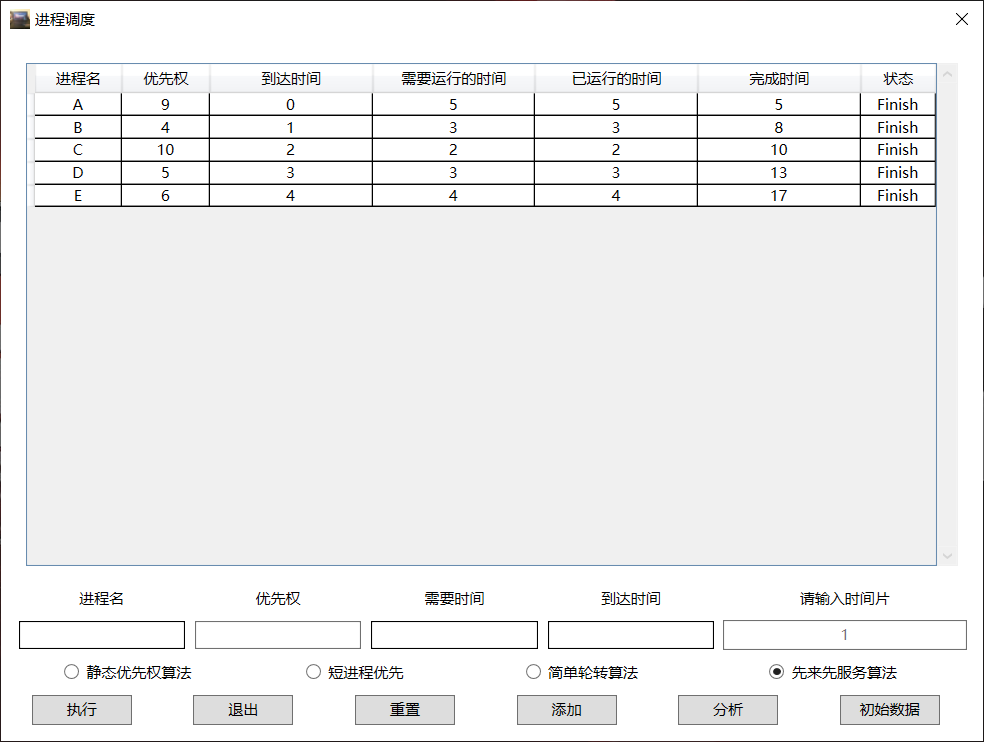 进程调度
进程名 优先权 到达时间 需要运行的时间 已运行的时间 完成时间 状态
A 9 0 5 5 5 Finish
B 4 1 3 3 8 Finish
C 10 2 2 2 10 Finish
D 5 3 3 3 13 Finish
E 6 4 4 4 17 Finish
进程名 优先权 需要时间 到达时间 请输入时间片
1
静态优先权算法 短进程优先 简单轮转算法 先来先服务算法
执行 退出 重置 添加 分析 初始数据